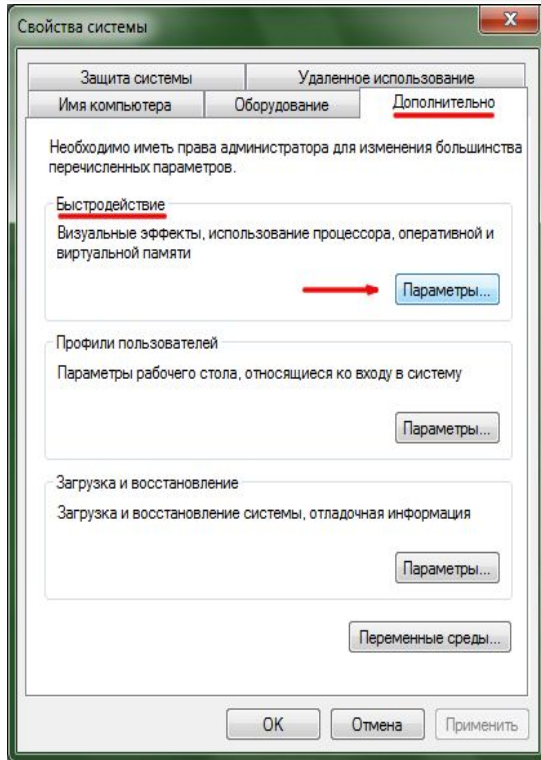 Свойства системы
Защита системы
Удаленное использование
Имя компьютера
Оборудование
Дополнительно
Необходимо иметь права администратора для изменения большинства
перечисленных параметров.
Быстродействие
Визуальные эффекты, использование процессора, оперативной и
виртуальной памяти
Параметры...
Профили пользователей
Параметры рабочего стола, относящиеся ко входу в систему
Параметры...
Загрузка и восстановление
Загрузка и восстановление системы, отладочная информация
Параметры...
Переменные среды...
ОК
Отмена
Применить